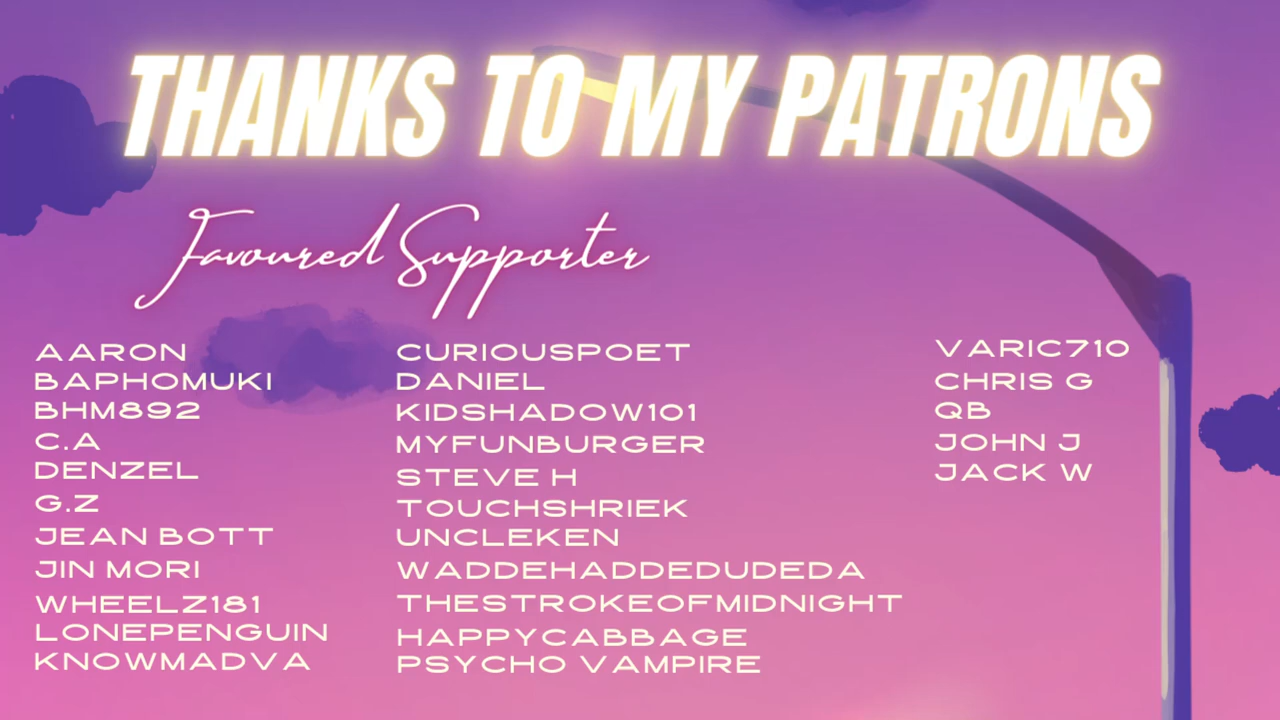 THANKS TO MY PATRONS
Favoured Supporter
AARON
BAPHOMUKI
BHM892
C.A
DENZEL
G.Z
JEAN BOTT
JIN MORI
WHEELZ181
LONEPENGUIN
KNOWMADVA
CURIOUSPOET
DANIEL
KIDSHADOW101
MYFUNBURGER
STEVE H
TOUCHSHRIEK
UNCLEKEN
WADDEHADDEDUDEDA
THESTROKEOFMIDNIGHT
HAPPYCABBAGE
PSYCHO VAMPIRE
VARIC710
CHRIS G
QB
JOHN J
JACK W